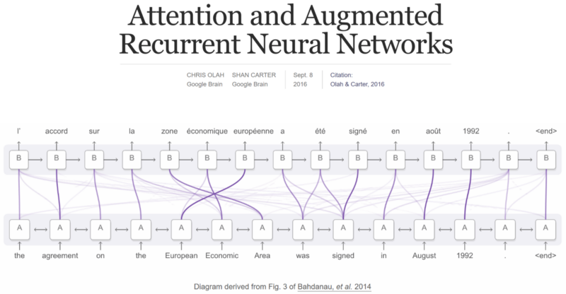 Attention and Augmented
Recurrent Neural Networks
CHRIS OLAH SHAN CARTER Sept. 8 Citation:
Google Brain Google Brain 2016 Olah & Carter, 2016
l' accord sur la zone économique européenne a été signé en août 1992 . <end>
B B B B B B B B B B B B B B B
A A A A A A A A A A A A A A
the agreement on the European Economic Area was signed in August 1992 . <end>
Diagram derived from Fig. 3 of Bahdanau, et al. 2014